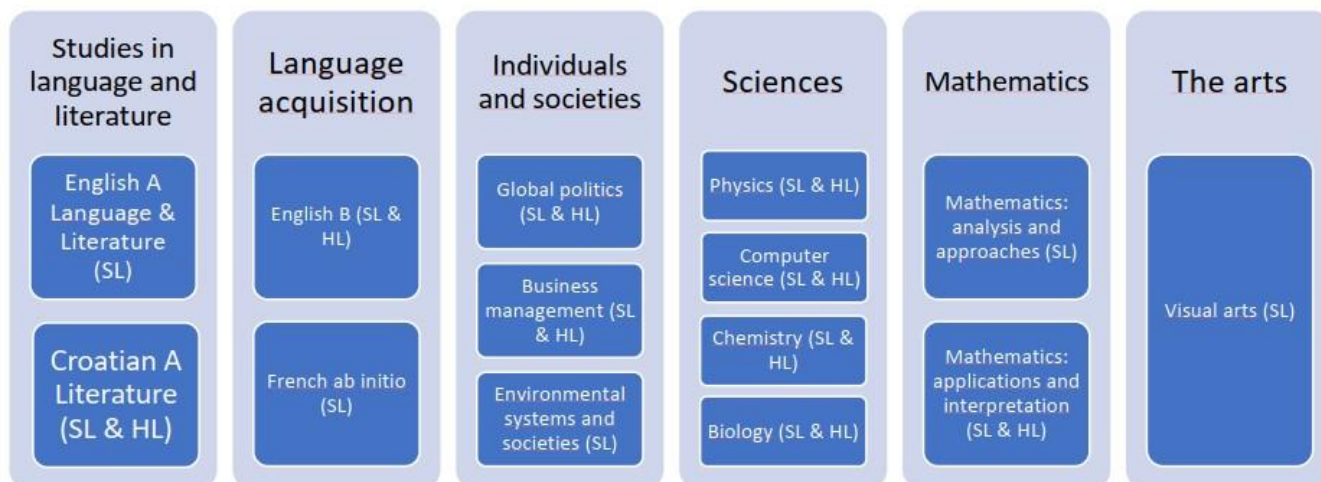 Studies in
language and
literature
English A
Language &
Literature
(SL)
Croatian A
Literature
(SL & HL)
Language
acquisition
English B (SL &
HL)
French ab initio
(SL)
Individuals
and societies
Global politics
(SL & HL)
Business
management (SL
& HL)
Environmental
systems and
societies (SL)
Sciences
Physics (SL & HL)
Computer
science (SL & HL)
Chemistry (SL &
HL)
Biology (SL & HL)
Mathematics
Mathematics:
analysis and
approaches (SL)
Mathematics:
applications and
interpretation
(SL & HL)
The arts
Visual arts (SL)